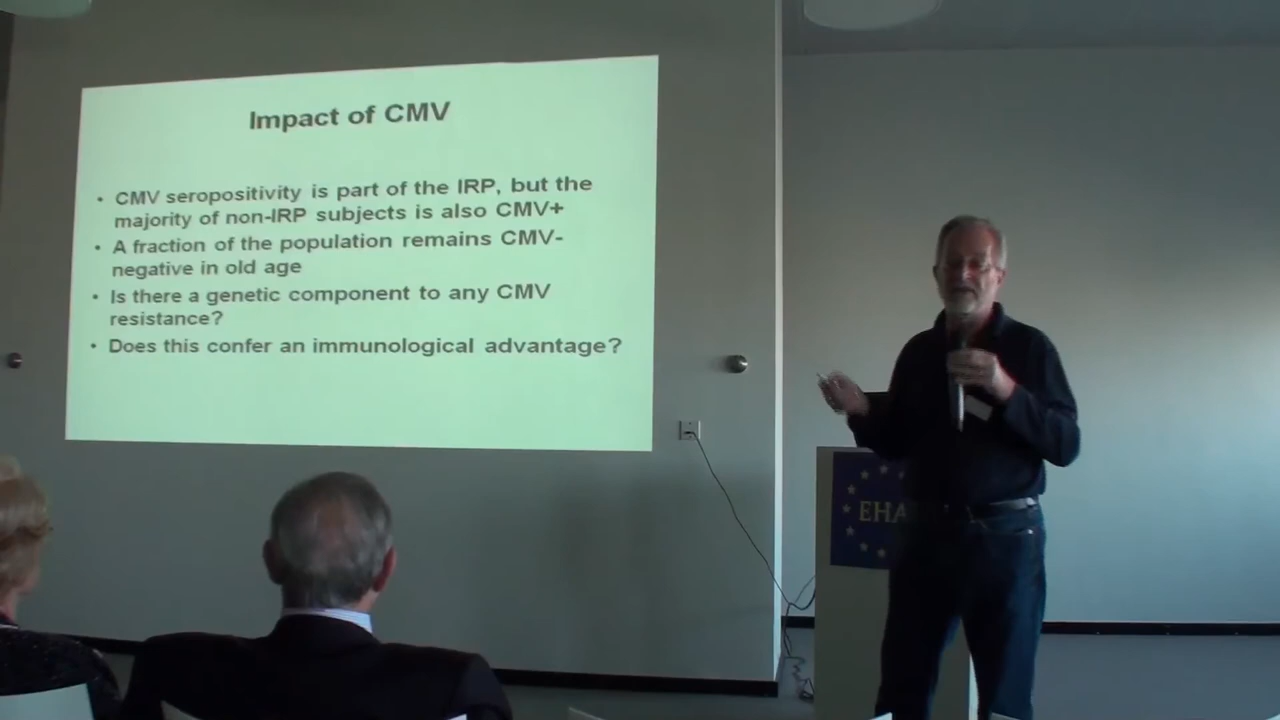 Impact of CMV
• CMV seropositivity is part of the IRP, but the
majority of non-IRP subjects is also CMV+
• A fraction of the population remains CMV-
negative in old age
• Is there a genetic component to any CMV
resistance?
• Does this confer an immunological advantage?
EHA